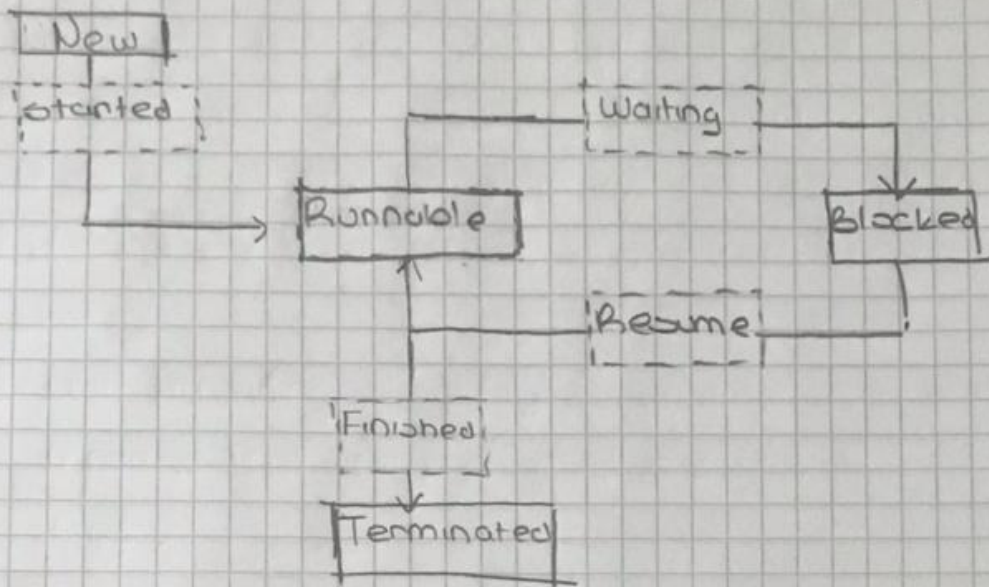 New
Started
Waiting
Runnable
Blocked
Resume
Finished
Terminated